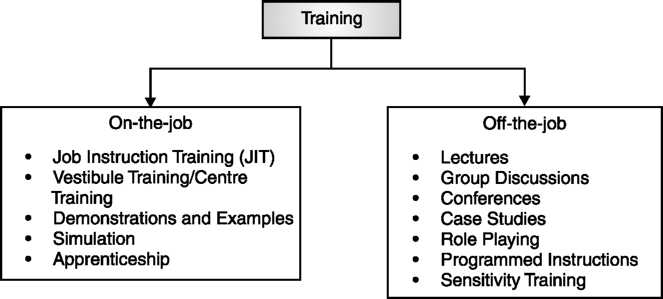 Training
On-the-job
• Job Instruction Training (JIT)
• Vestibule Training/Centre
Training
• Demonstrations and Examples
• Simulation
• Apprenticeship
Off-the-job
• Lectures
• Group Discussions
• Conferences
• Case Studies
• Role Playing
• Programmed Instructions
• Sensitivity Training